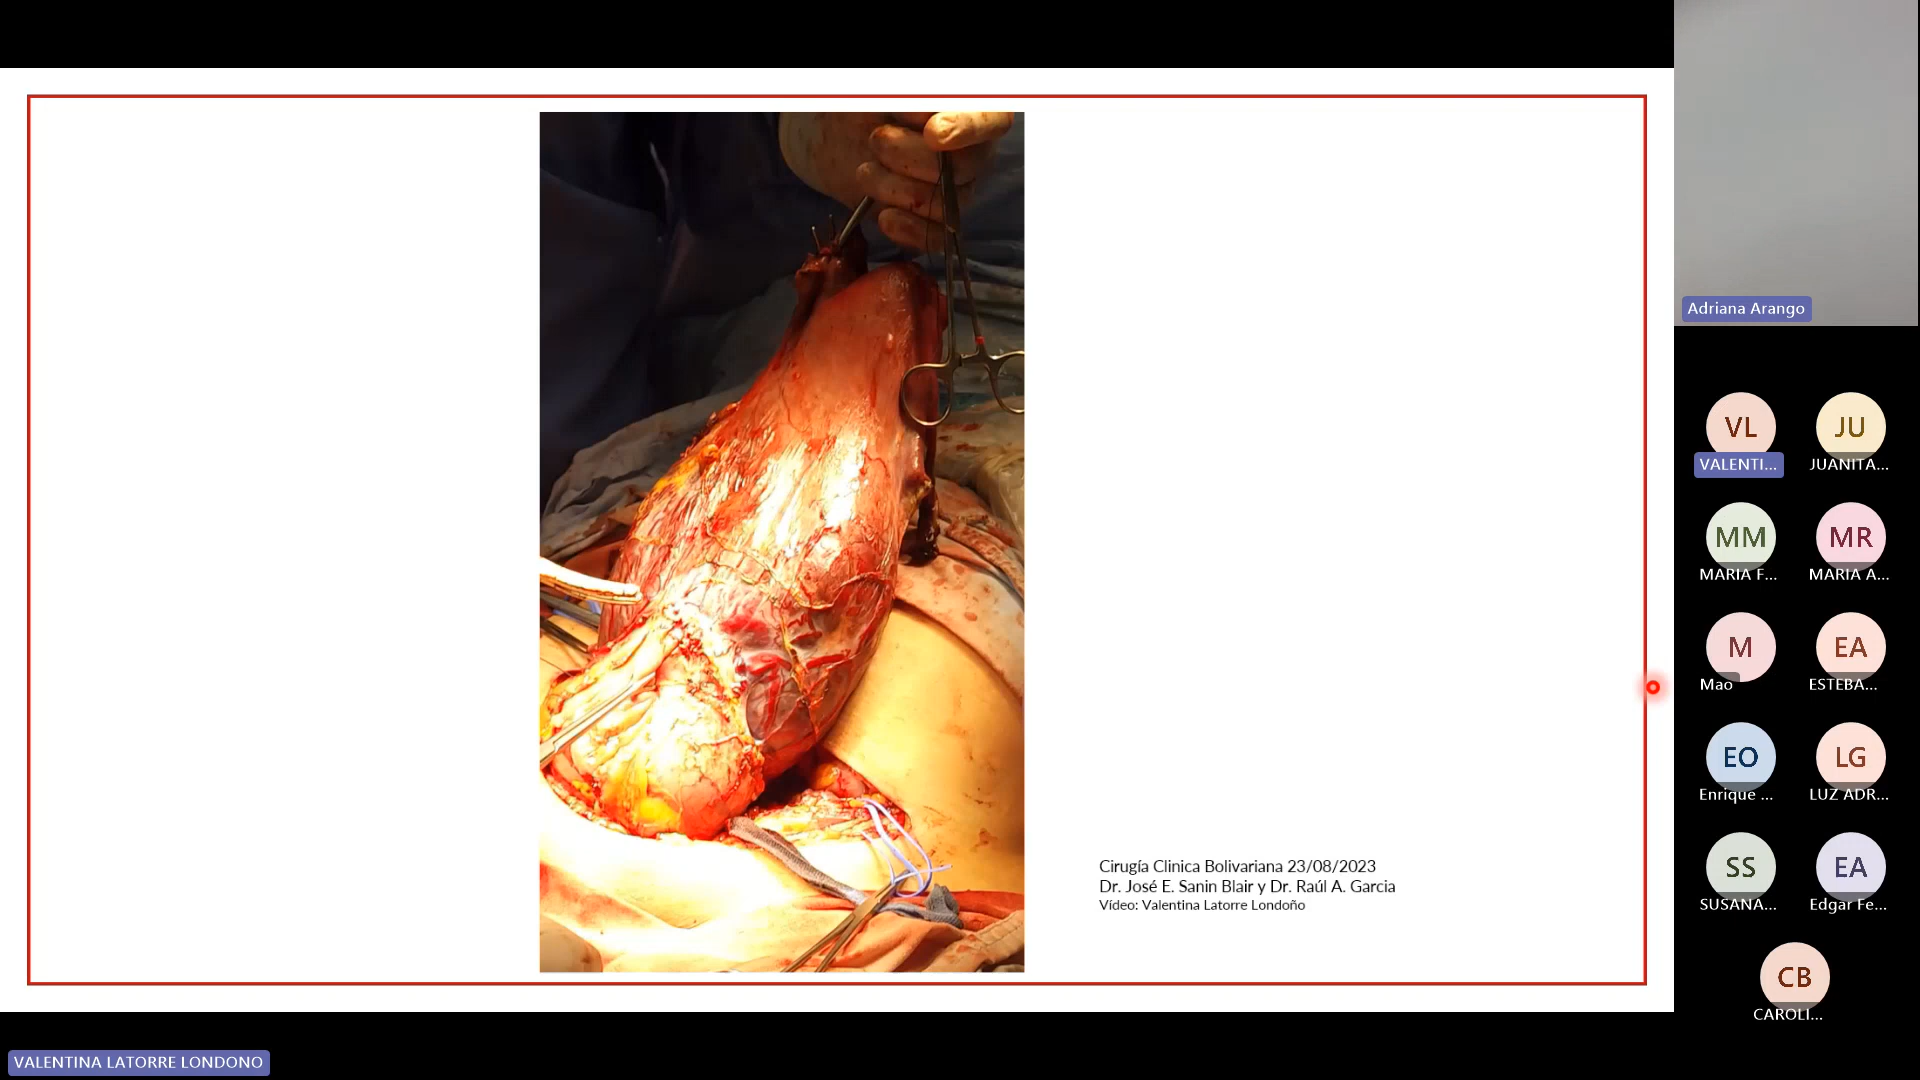 Cirugía Clinica Bolivariana 23/08/2023
Dr. José E. Sanin Blair y Dr. Raúl A. Garcia
Vídeo: Valentina Latorre Londoño
Adriana Arango
VL
JU
VALENTI...
JUANITA...
MM
MR
MARIA F...
MARIA A...
M
EA
Mao
ESTEBA...
EO
LG
Enrique ...
LUZ ADR...
SS
EA
SUSANA...
Edgar Fe...
CB
CAROLI...
VALENTINA LATORRE LONDONO